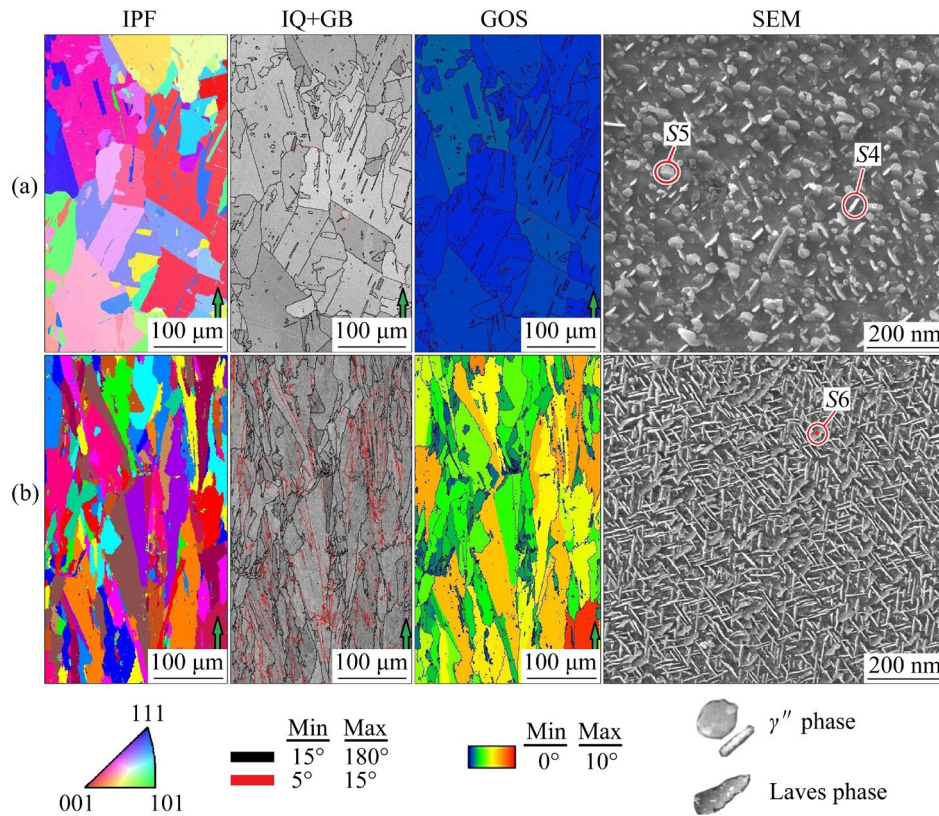 IPF IQ+GB GOS SEM
(a)
S5
S4
100 μm 100 μm 100 μm 200 nm
(b)
S6
100 μm 100 μm 100 μm 200 nm
111
001 101
Min Max
15° 180°
5° 15°
Min Max
0° 10°
γ″ phase
Laves phase